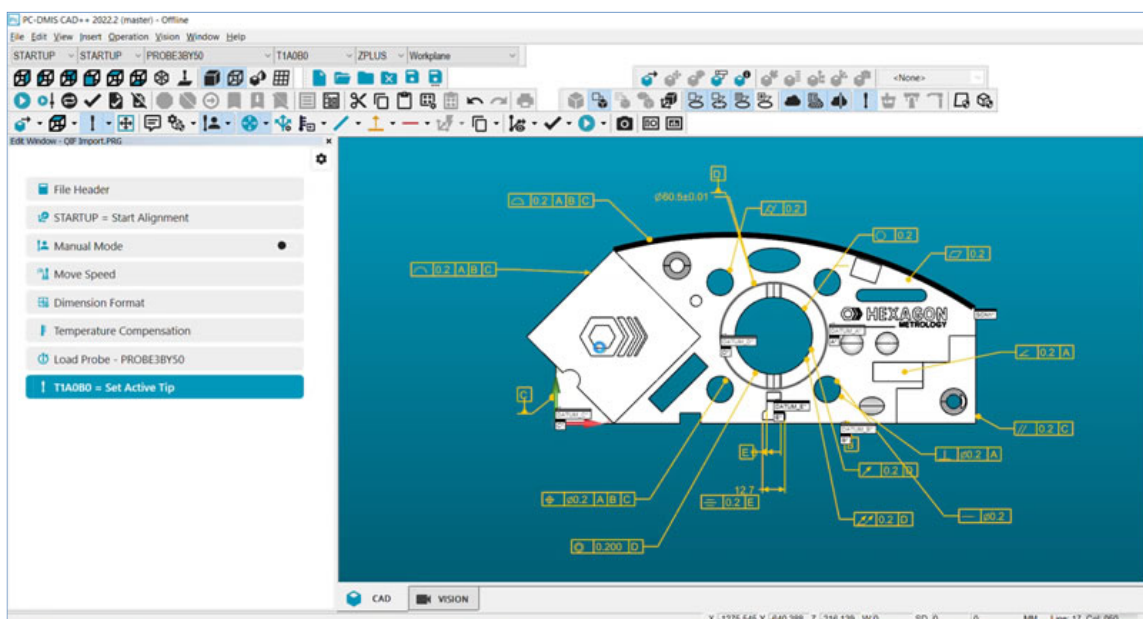 PC-DMIS CAD++ 2022.2 (master) - Offline
File Edit View Insert Operation Vision Window Help
STARTUP STARTUP PROBE3BY50 T1A0B0 ZPLUS Workplane
<None>
Edit Window - QIF Import.PRG
File Header
STARTUP = Start Alignment
Manual Mode
Move Speed
Dimension Format
Temperature Compensation
Load Probe - PROBE3BY50
T1A0B0 = Set Active Tip
D
Ø60.5±0.01
⌓ 0.2 A B C
⌭ 0.2
○ 0.2
⌒ 0.2 A B C
⏥ 0.2
HEXAGON
METROLOGY
∠ 0.2 A
C
E
// 0.2 C
⊥ Ø0.2 A
↗ 0.2 D
12.7
⌖ Ø0.2 A B C
⌯ 0.2 E
⌰ 0.2 D
— Ø0.2
◎ 0.200 D
CAD VISION